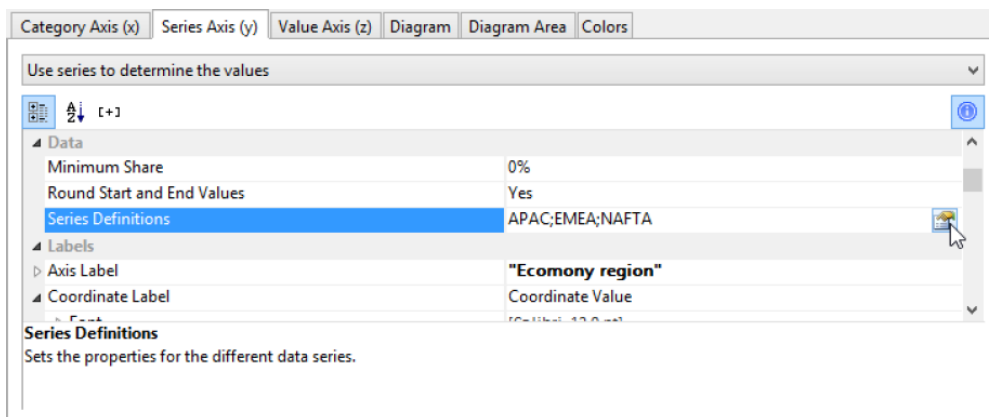 Category Axis (x) Series Axis (y) Value Axis (z) Diagram Diagram Area Colors
Use series to determine the values
[+]
Data
Minimum Share 0%
Round Start and End Values Yes
Series Definitions APAC;EMEA;NAFTA
Labels
Axis Label "Ecomony region"
Coordinate Label Coordinate Value
Series Definitions
Sets the properties for the different data series.